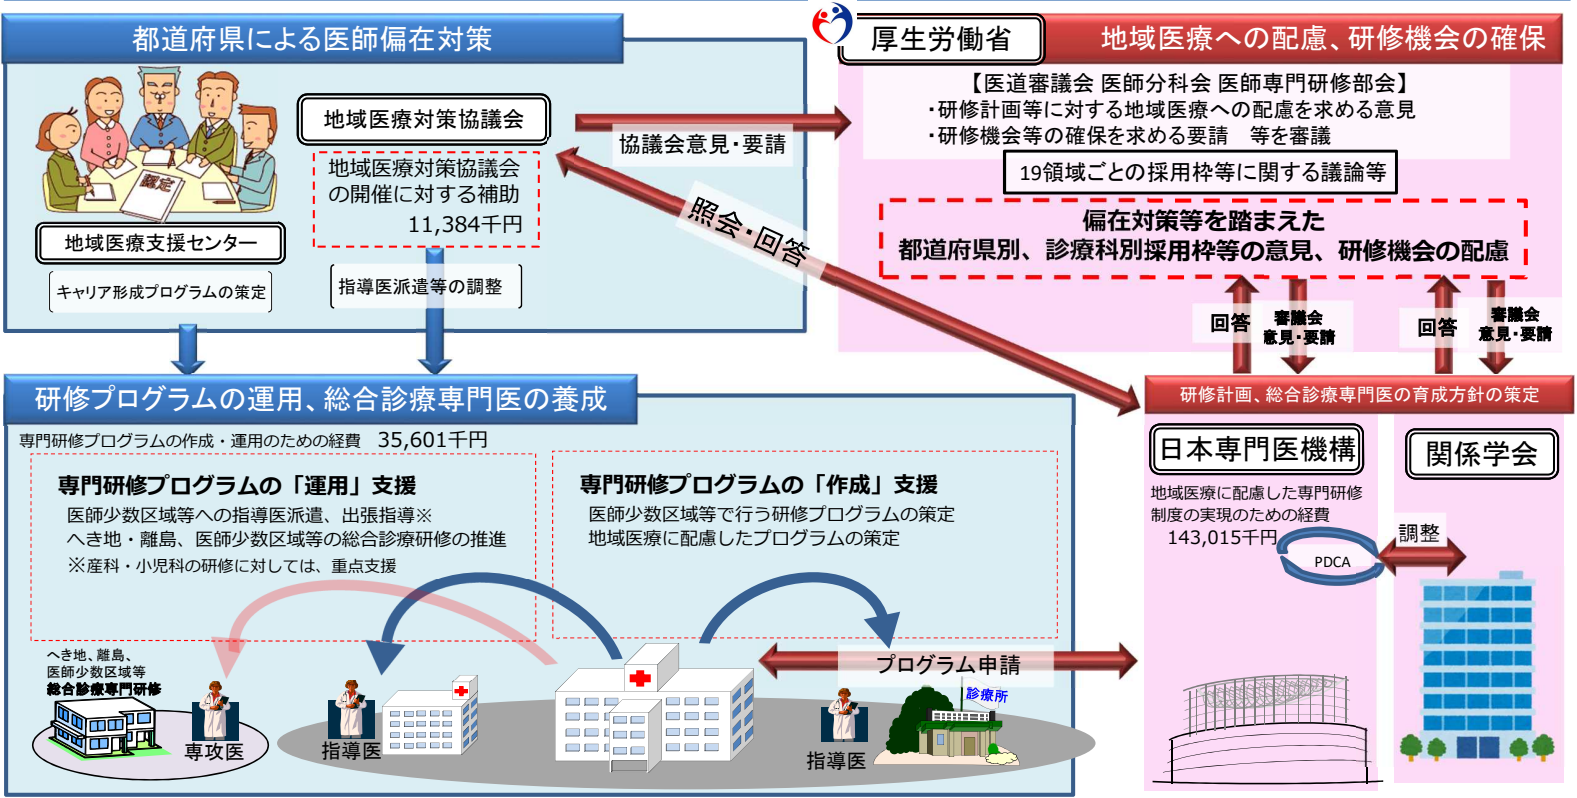 都道府県による医師偏在対策
地域医療対策協議会
地域医療対策協議会
の開催に対する補助
11,384千円
認定
地域医療支援センター
キャリア形成プログラムの策定
指導医派遣等の調整
協議会意見・要請
照会・回答
厚生労働省
地域医療への配慮、研修機会の確保
【医道審議会 医師分科会 医師専門研修部会】
・研修計画等に対する地域医療への配慮を求める意見
・研修機会等の確保を求める要請　等を審議
19領域ごとの採用枠等に関する議論等
偏在対策等を踏まえた
都道府県別、診療科別採用枠等の意見、研修機会の配慮
回答
審議会
意見・要請
回答
審議会
意見・要請
研修プログラムの運用、総合診療専門医の養成
専門研修プログラムの作成・運用のための経費　35,601千円
専門研修プログラムの「運用」支援
医師少数区域等への指導医派遣、出張指導※
へき地・離島、医師少数区域等の総合診療研修の推進
※産科・小児科の研修に対しては、重点支援
専門研修プログラムの「作成」支援
医師少数区域等で行う研修プログラムの策定
地域医療に配慮したプログラムの策定
へき地、離島、
医師少数区域等
総合診療専門研修
専攻医
指導医
指導医
診療所
プログラム申請
研修計画、総合診療専門医の育成方針の策定
日本専門医機構
地域医療に配慮した専門研修
制度の実現のための経費
143,015千円
PDCA
調整
関係学会